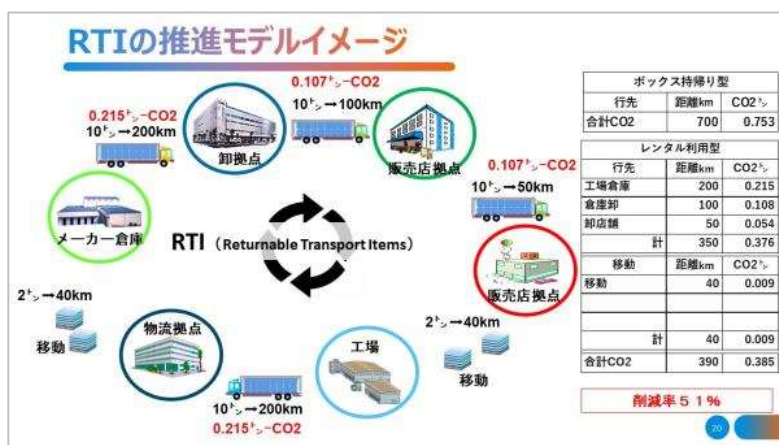 RTIの推進モデルイメージ
0.215㌧-CO2
10㌧→200km
卸拠点
0.107㌧-CO2
10㌧→100km
販売店拠点
0.107㌧-CO2
10㌧→50km
販売店拠点
メーカー倉庫
RTI（Returnable Transport Items）
2㌧→40km
移動
物流拠点
10㌧→200km
0.215㌧-CO2
工場
2㌧→40km
移動
ボックス持帰り型
行先 距離km CO2㌧
合計CO2 700 0.753
レンタル利用型
行先 距離km CO2㌧
工場倉庫 200 0.215
倉庫卸 100 0.108
卸店舗 50 0.054
計 350 0.376
移動 距離km CO2㌧
移動 40 0.009
計 40 0.009
合計CO2 390 0.385
削減率５１％
20